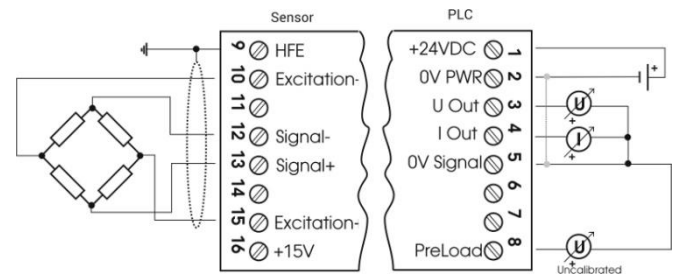 Sensor
PLC
9 HFE
10 Excitation-
11
12 Signal-
13 Signal+
14
15 Excitation-
16 +15V
+24VDC 1
0V PWR 2
U Out 3
I Out 4
0V Signal 5
6
7
PreLoad 8
+
U
+
I
+
U
+
Uncalibrated